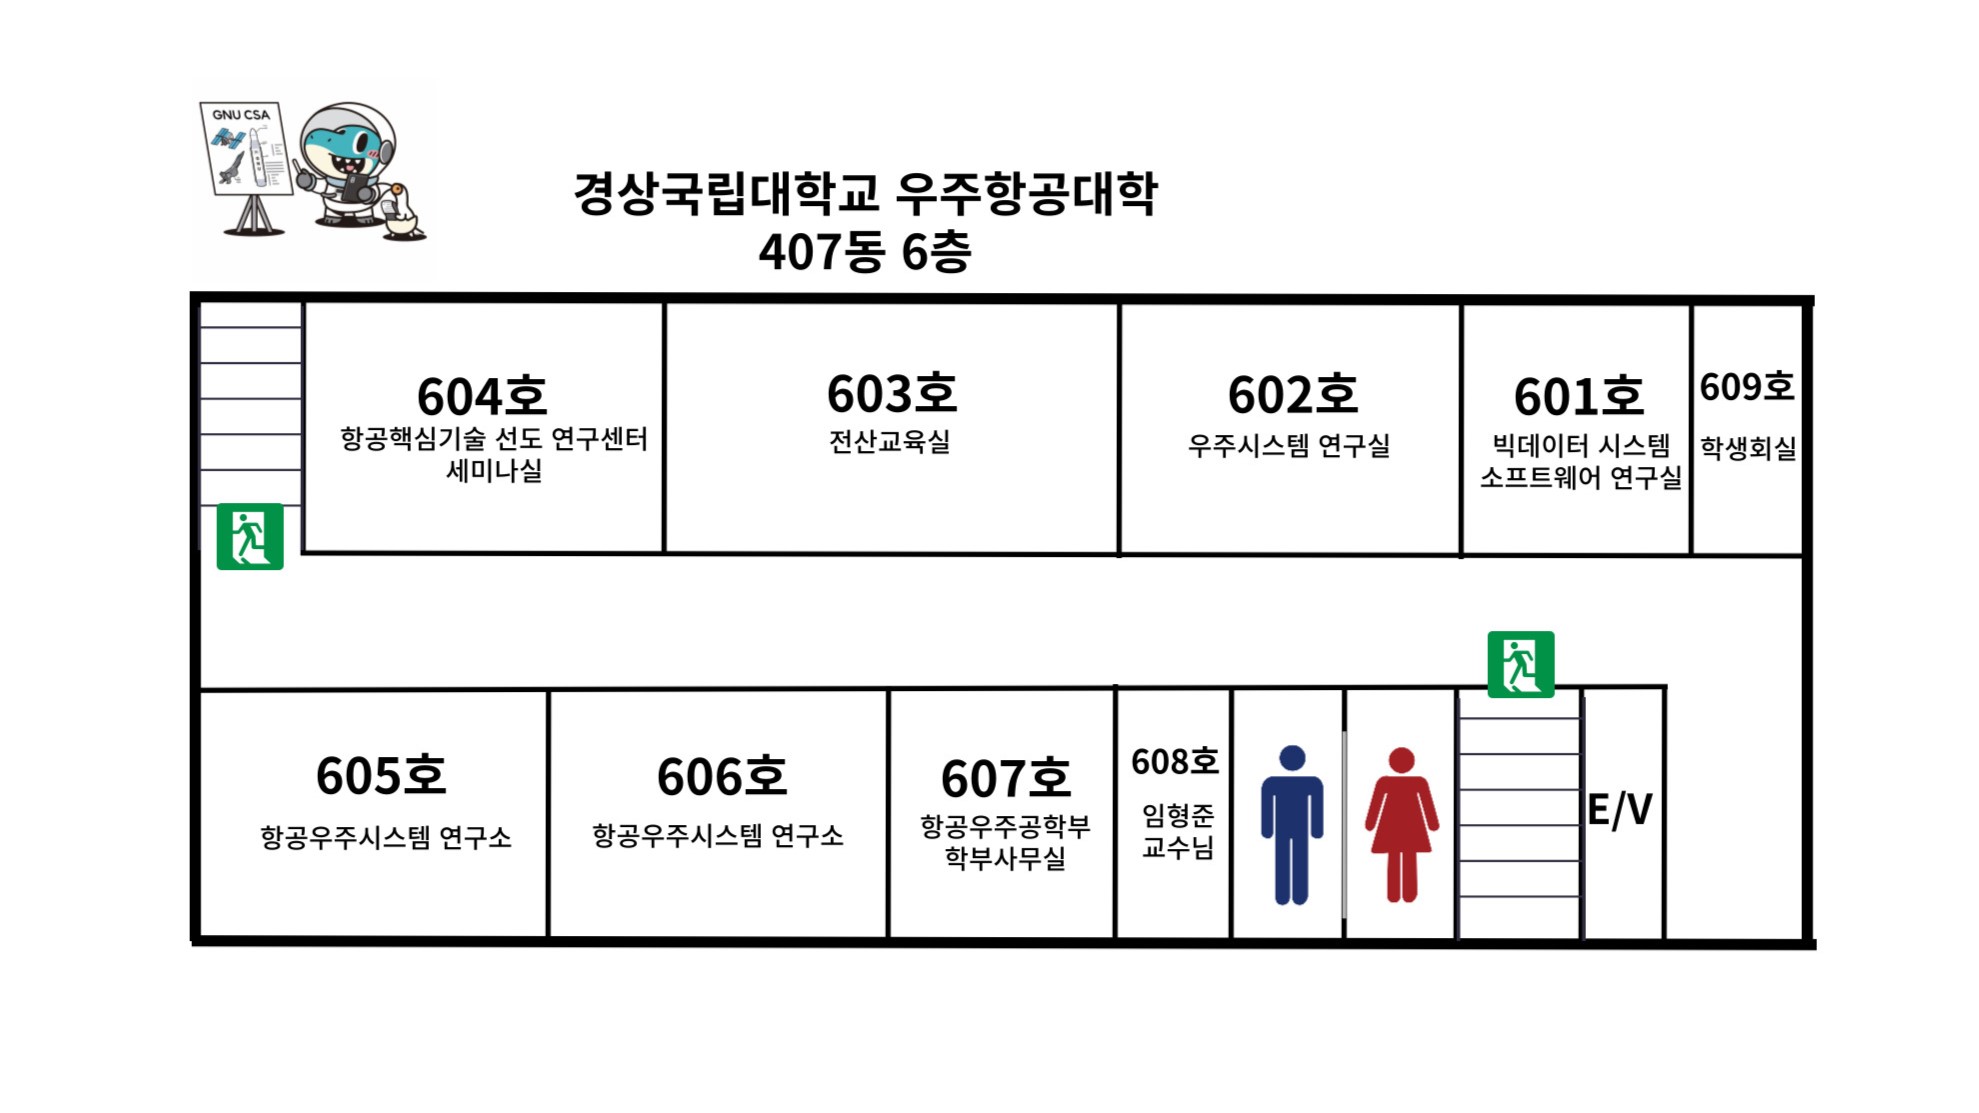 GNU CSA
경상국립대학교 우주항공대학
407동 6층
604호
항공핵심기술 선도 연구센터
세미나실
603호
전산교육실
602호
우주시스템 연구실
601호
빅데이터 시스템
소프트웨어 연구실
609호
학생회실
605호
항공우주시스템 연구소
606호
항공우주시스템 연구소
607호
항공우주공학부
학부사무실
608호
임형준
교수님
E/V